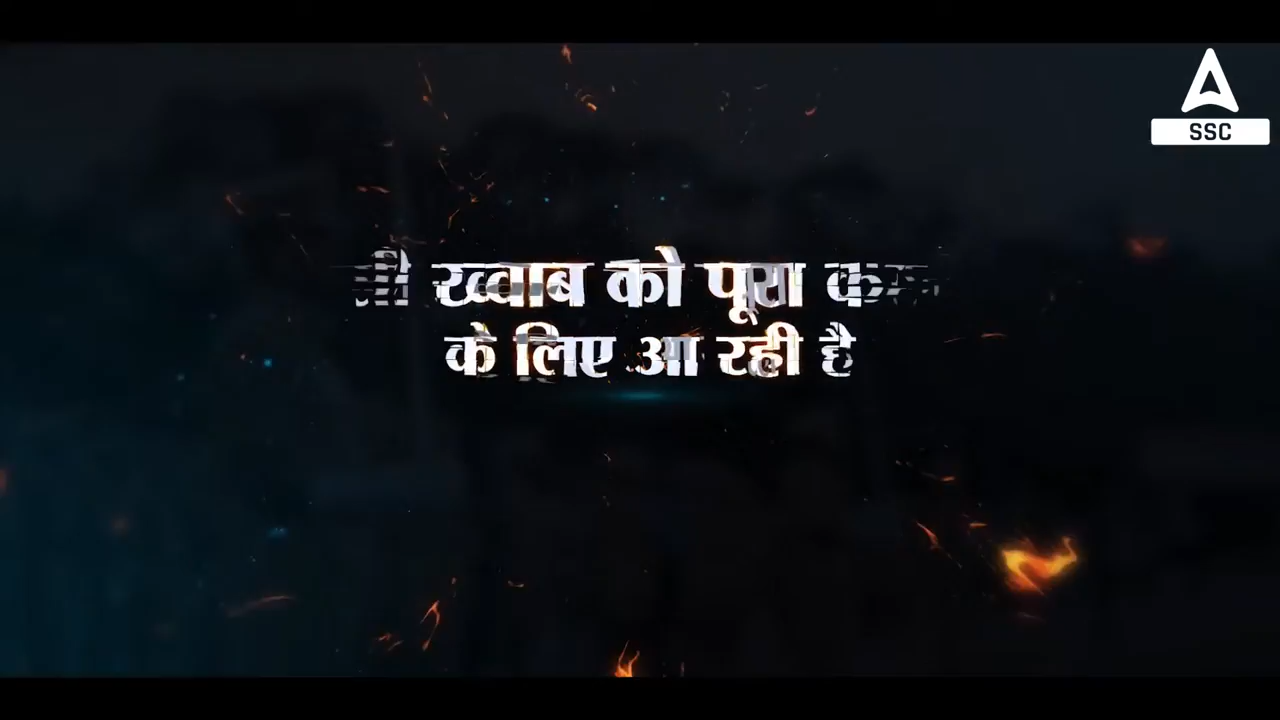 ख्वाब को पूरा
के लिए आ रही है
SSC